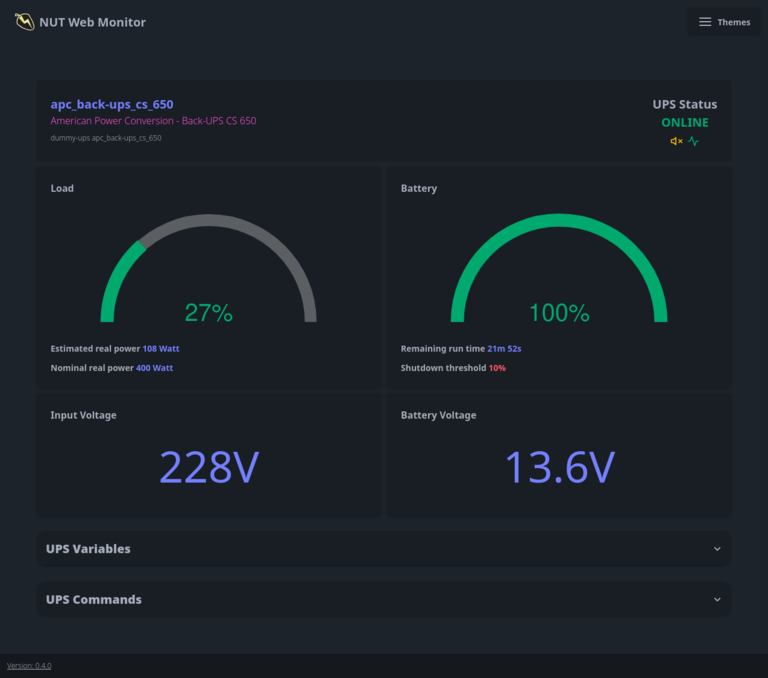 NUT Web Monitor
Themes
apc_back-ups_cs_650
American Power Conversion - Back-UPS CS 650
dummy-ups apc_back-ups_cs_650
UPS Status
ONLINE
Load
27%
Estimated real power 108 Watt
Nominal real power 400 Watt
Battery
100%
Remaining run time 21m 52s
Shutdown threshold 10%
Input Voltage
228V
Battery Voltage
13.6V
UPS Variables
UPS Commands
Version: 0.4.0